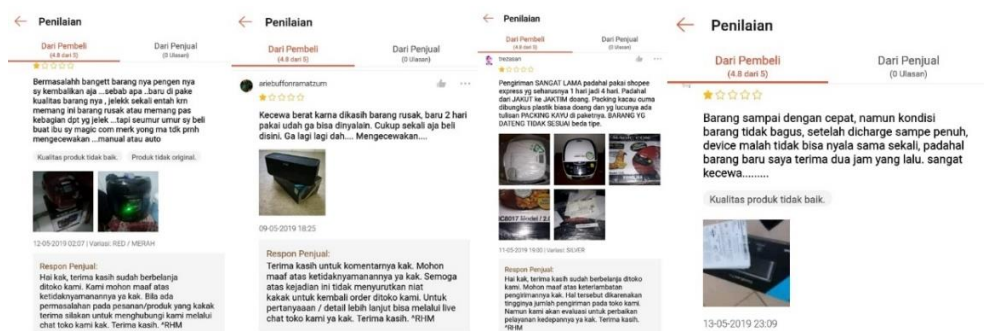 Penilaian
Dari Pembeli
(4.8 dari 5)
Dari Penjual
(0 Ulasan)
Bermasalahh bangett barang nya pengen nya
sy kembalikan aja ...sebab apa ..baru di pake
kualitas barang nya , jelekk sekali entah krn
memang ini barang rusak atau memang pas
kebagian dpt yg jelek ...tapi seumur umur sy beli
buat ibu sy magic com merk yong ma tdk prnh
mengecewakan ...manual atau auto
Kualitas produk tidak baik.
Produk tidak original.
12-05-2019 02:07 | Variasi: RED / MERAH
Respon Penjual:
Hai kak, terima kasih sudah berbelanja
ditoko kami. Kami mohon maaf atas
ketidaknyamanannya ya kak. Bila ada
permasalahan pada pesanan/produk yang kakak
terima silakan untuk menghubungi kami melalui
chat toko kami ya kak. Terima kasih. ^RHM
Penilaian
Dari Pembeli
(4.8 dari 5)
Dari Penjual
(0 Ulasan)
ariebuffonramatzum
Kecewa berat karna dikasih barang rusak, baru 2 hari
pakai udah ga bisa dinyalain. Cukup sekali aja beli
disini. Ga lagi lagi dah.... Mengecewakan....
09-05-2019 18:25
Respon Penjual:
Terima kasih untuk komentarnya kak. Mohon
maaf atas ketidaknyamanannya ya kak. Semoga
atas kejadian ini tidak menyurutkan niat
kakak untuk kembali order ditoko kami. Untuk
pertanyaaan / detail lebih lanjut bisa melalui live
chat toko kami ya kak. Terima kasih. ^RHM
Penilaian
Dari Pembeli
(4.8 dari 5)
Dari Penjual
(0 Ulasan)
Pengiriman SANGAT LAMA padahal pakai shopee
express yg seharusnya 1 hari jadi 4 hari. Padahal
dari JAKUT ke JAKTIM doang. Packing kacau cuma
dibungkus plastik biasa doang dan yg lucunya ada
tulisan PACKING KAYU di paketnya. BARANG YG
DATENG TIDAK SESUAI beda tipe.
11-05-2019 18:00 | Variasi: SILVER
Respon Penjual:
Hai kak, terima kasih sudah berbelanja ditoko
kami. Mohon maaf atas keterlambatan
pengirimannya kak. Hal tersebut dikarenakan
tingginya jumlah pengiriman pada toko kami.
Namun kami akan evaluasi untuk perbaikan
pelayanan kedepannya ya kak. Terima kasih.
^RHM
Penilaian
Dari Pembeli
(4.8 dari 5)
Dari Penjual
(0 Ulasan)
Barang sampai dengan cepat, namun kondisi
barang tidak bagus, setelah dicharge sampe penuh,
device malah tidak bisa nyala sama sekali, padahal
barang baru saya terima dua jam yang lalu. sangat
kecewa.........
Kualitas produk tidak baik.
13-05-2019 23:09